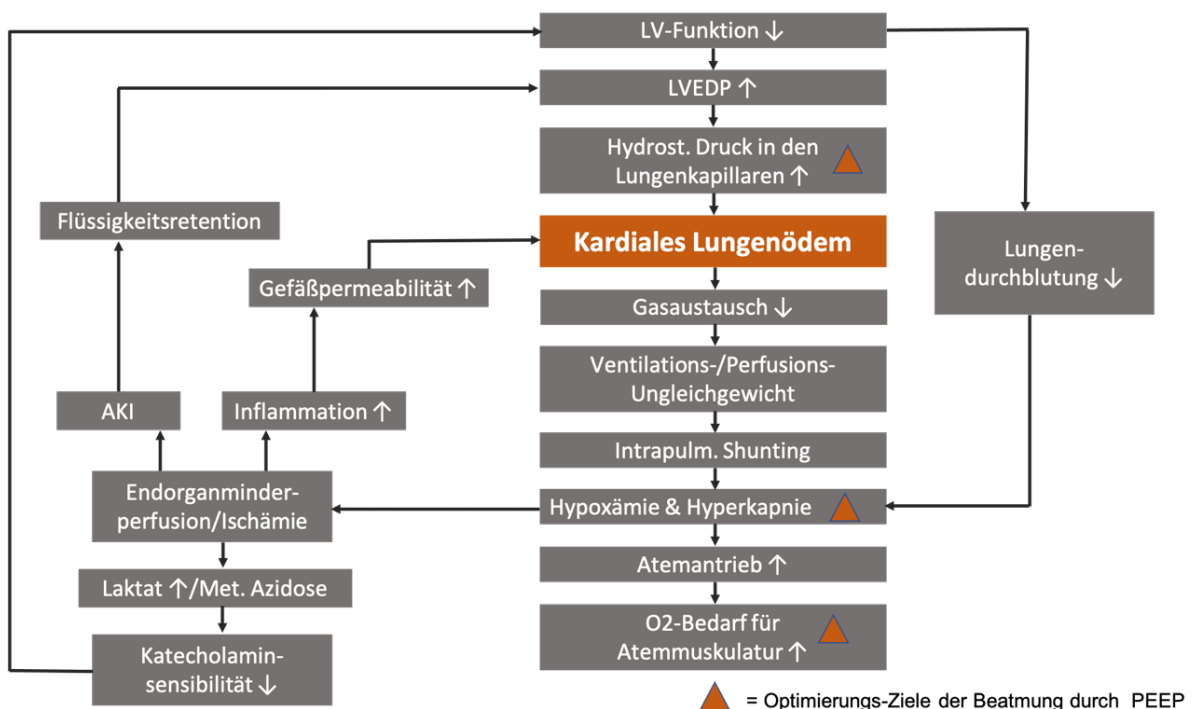 LV-Funktion ↓
LVEDP ↑
Hydrost. Druck in den
Lungenkapillaren ↑
Flüssigkeitsretention
Kardiales Lungenödem
Lungen-
durchblutung ↓
Gefäßpermeabilität ↑
Gasaustausch ↓
Ventilations-/Perfusions-
Ungleichgewicht
AKI
Inflammation ↑
Intrapulm. Shunting
Endorganminder-
perfusion/Ischämie
Hypoxämie & Hyperkapnie
Atemantrieb ↑
Laktat ↑/Met. Azidose
O2-Bedarf für
Atemmuskulatur ↑
Katecholamin-
sensibilität ↓
= Optimierungs-Ziele der Beatmung durch PEEP